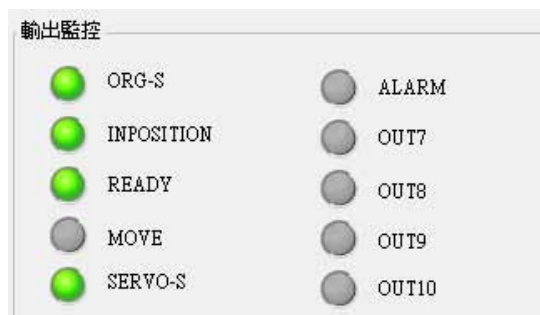 輸出監控
ORG-S
INPOSITION
READY
MOVE
SERVO-S
ALARM
OUT7
OUT8
OUT9
OUT10